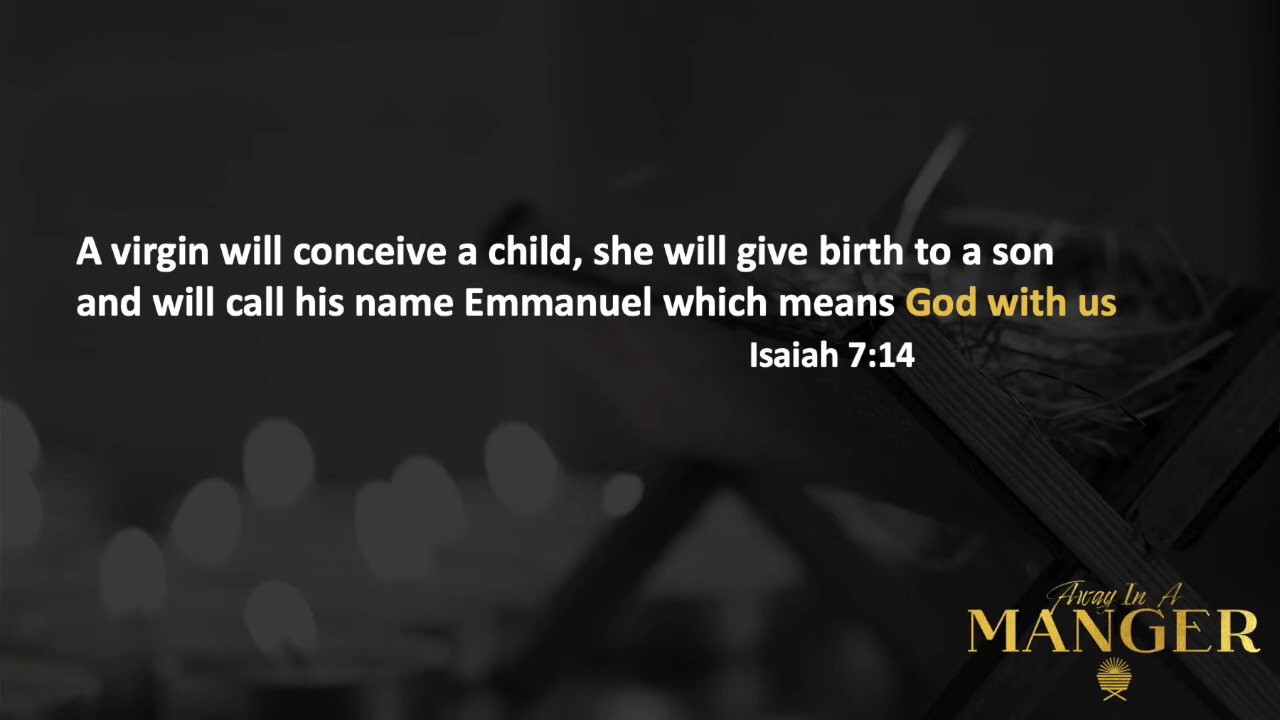 A virgin will conceive a child, she will give birth to a son
and will call his name Emmanuel which means God with us
Isaiah 7:14
Away In A
MANGER